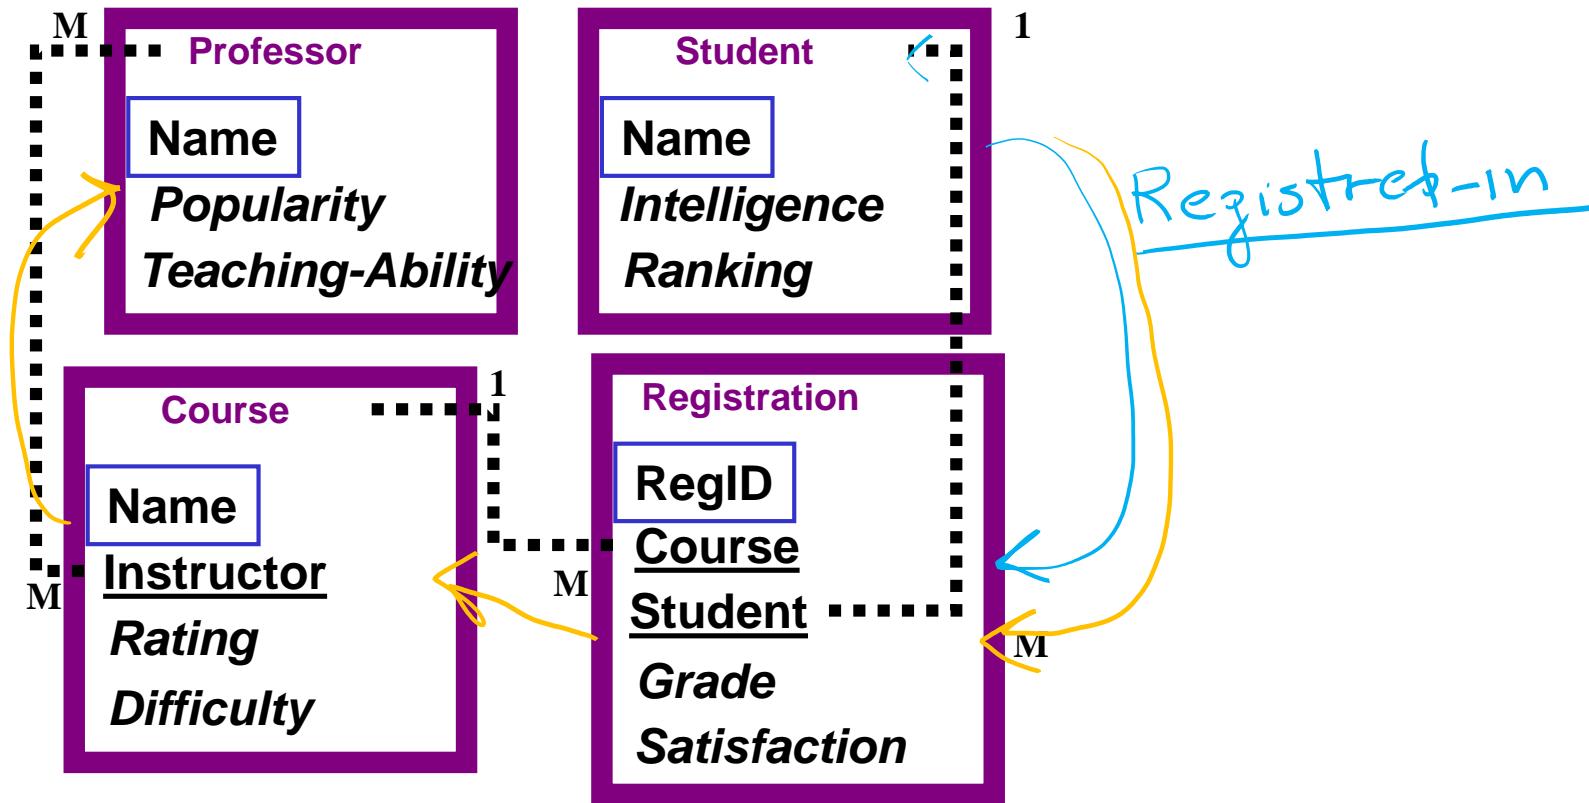 M
Professor
Name
Popularity
Teaching-Ability
Student
1
Name
Intelligence
Ranking
Registred-in
Course
1
Name
Instructor
M
Rating
Difficulty
Registration
RegID
Course
M
Student
M
Grade
Satisfaction